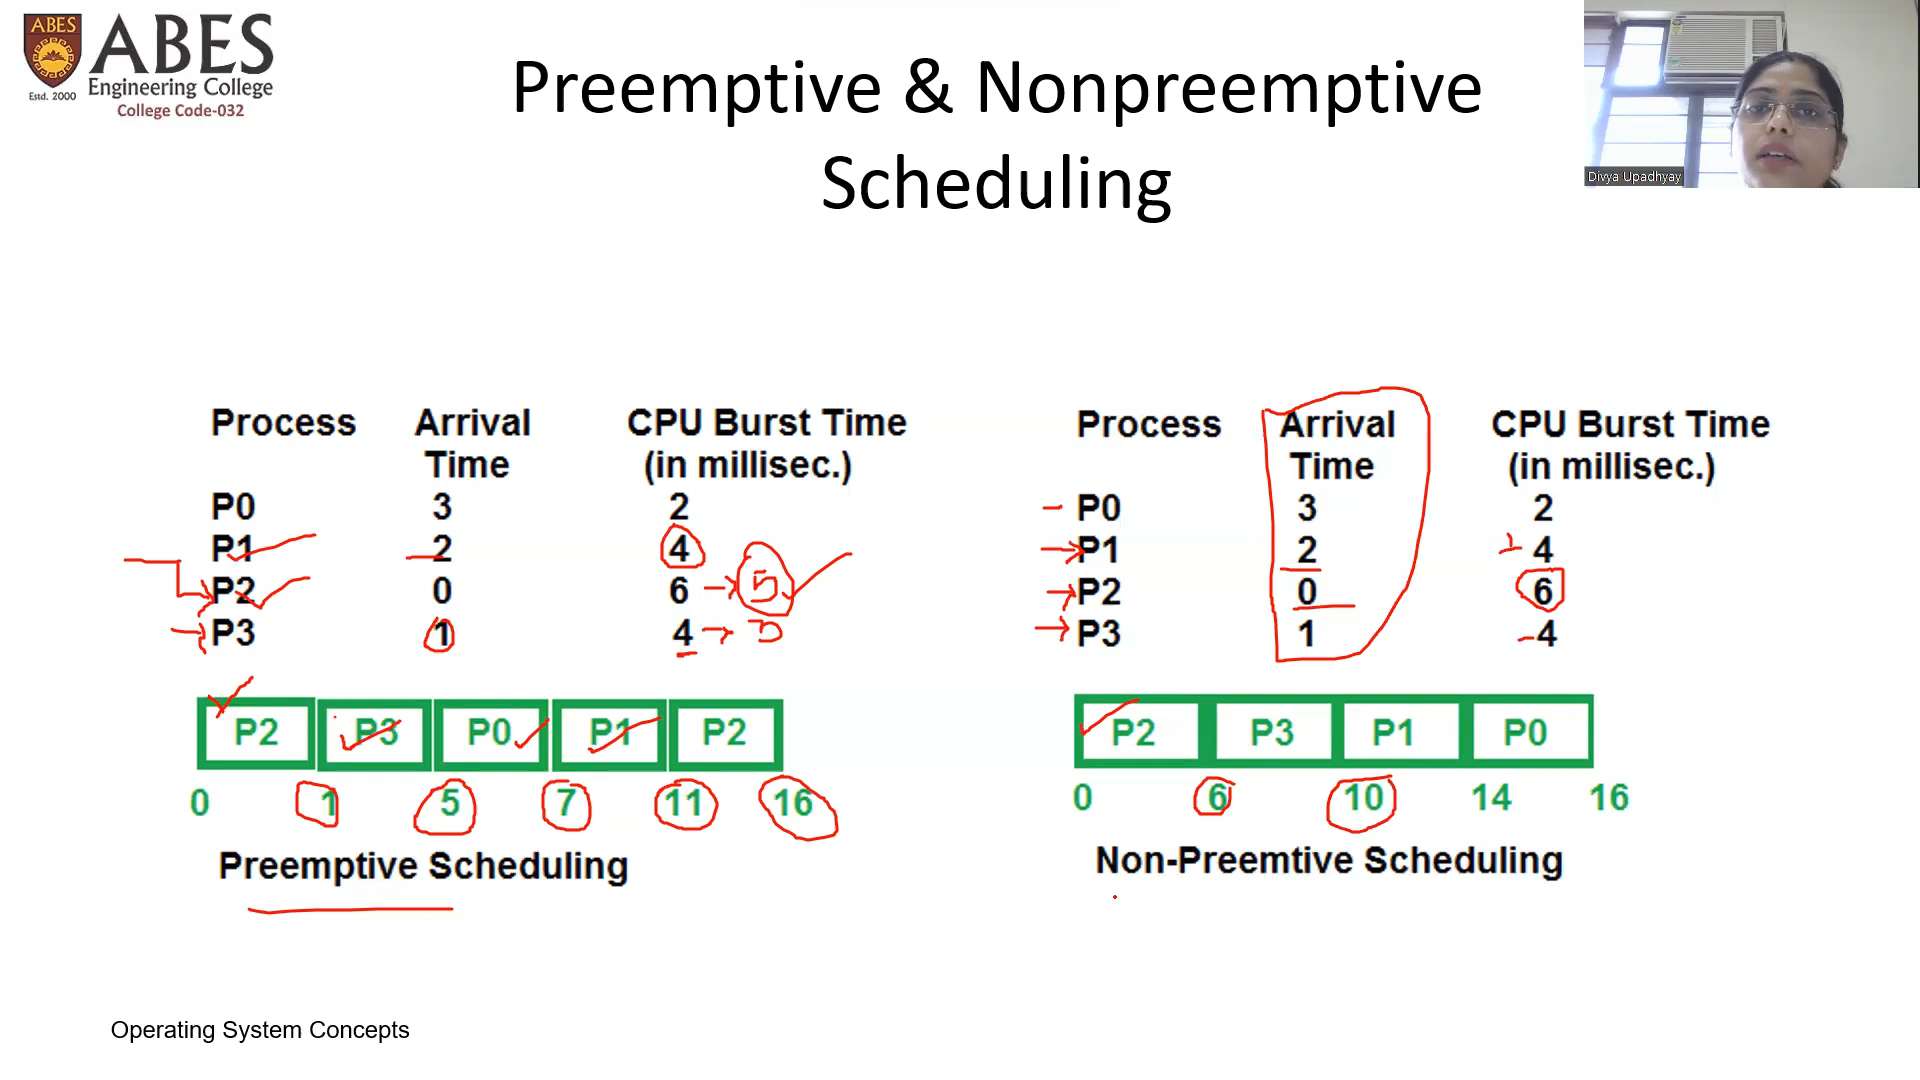 ABES
ABES
Engineering College
Estd. 2000
College Code-032
Preemptive & Nonpreemptive
Scheduling
Divya Upadhyay
Process Arrival CPU Burst Time
Time (in millisec.)
P0 3 2
P1 2 4
P2 0 6 → 5
P3 1 4 →
P2 P3 P0 P1 P2
0 1 5 7 11 16
Preemptive Scheduling
Process Arrival CPU Burst Time
Time (in millisec.)
P0 3 2
P1 2 4
P2 0 6
P3 1 4
P2 P3 P1 P0
0 6 10 14 16
Non-Preemtive Scheduling
Operating System Concepts